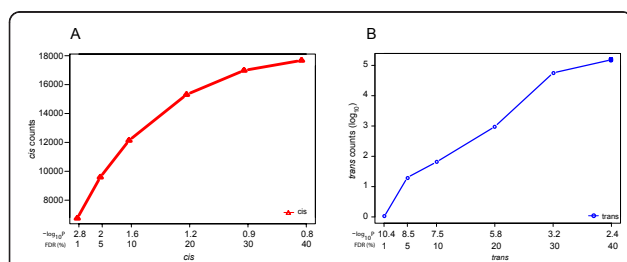 A
cis counts
18000
16000
14000
12000
10000
8000
cis
−log10P 2.8 2 1.6 1.2 0.9 0.8
FDR (%) 1 5 10 20 30 40
cis
B
trans counts (log10)
5
4
3
2
1
0
trans
−log10P 10.4 8.5 7.5 5.8 3.2 2.4
FDR (%) 1 5 10 20 30 40
trans